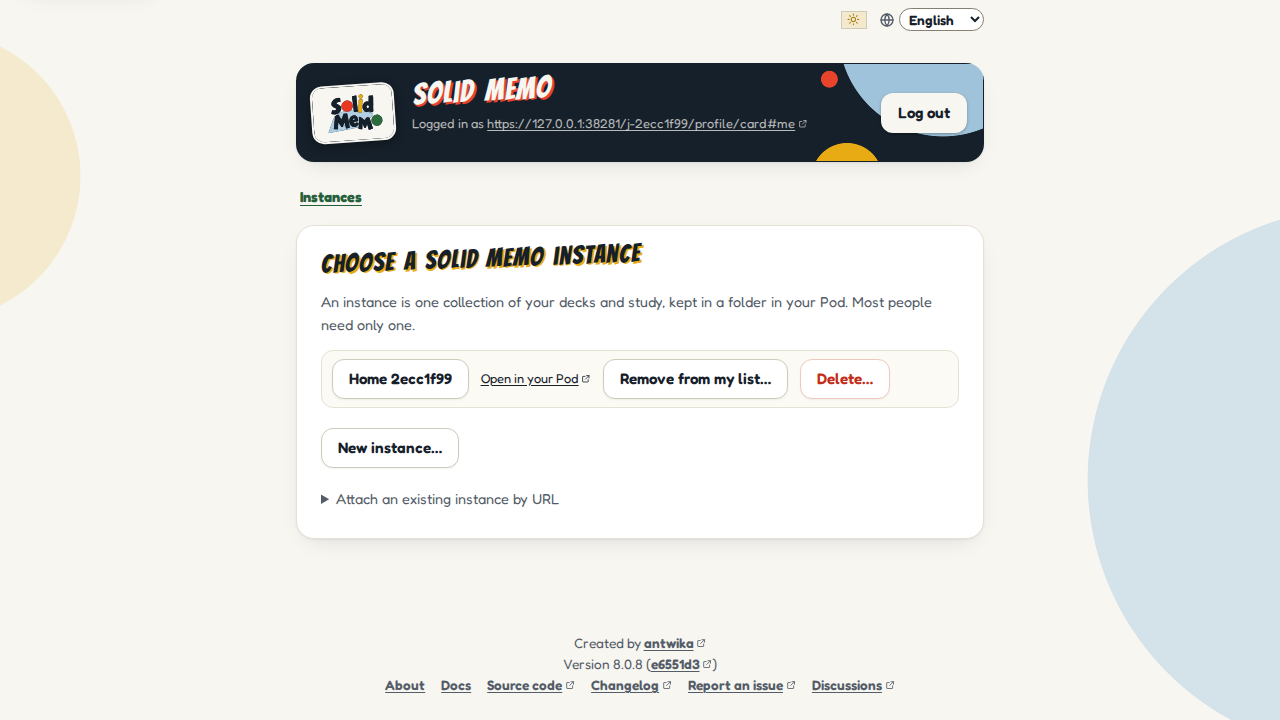 English
Solid Memo
SOLID MEMO
Logged in as https://127.0.0.1:38281/j-2ecc1f99/profile/card#me
Log out
Instances
CHOOSE A SOLID MEMO INSTANCE
An instance is one collection of your decks and study, kept in a folder in your Pod. Most people
need only one.
Home 2ecc1f99 Open in your Pod Remove from my list... Delete...
New instance...
Attach an existing instance by URL
Created by antwika
Version 8.0.8 (e6551d3)
About Docs Source code Changelog Report an issue Discussions